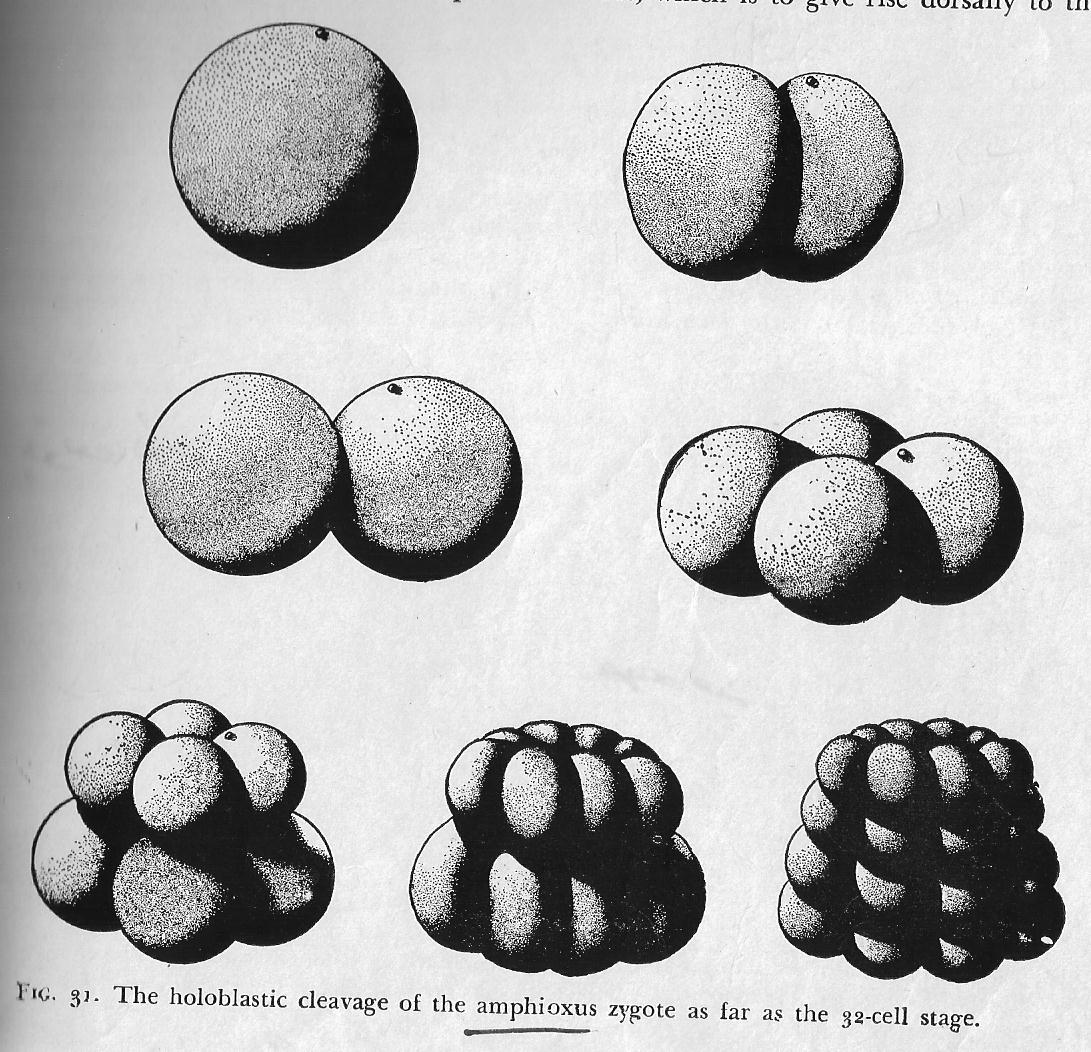 which is to give rise dorsally to
FIG. 31. The holoblastic cleavage of the amphioxus zygote as far as the 32-cell stage.